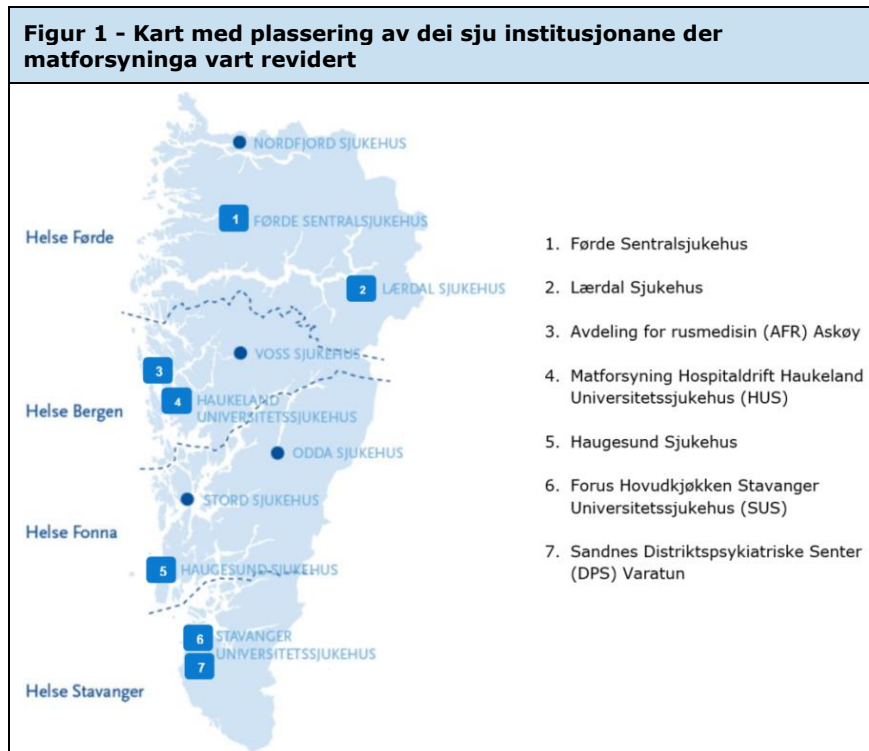 Figur 1 - Kart med plassering av dei sju institusjonane der
matforsyninga vart revidert
NORDFJORD SJUKEHUS
1 FØRDE SENTRALSJUKEHUS
Helse Førde
2 LÆRDAL SJUKEHUS
VOSS SJUKEHUS
3
4 HAUKELAND
UNIVERSITETSSJUKEHUS
Helse Bergen
ODDA SJUKEHUS
STORD SJUKEHUS
Helse Fonna
5 HAUGESUND SJUKEHUS
6 STAVANGER
UNIVERSITETSSJUKEHUS
7
Helse Stavanger
1. Førde Sentralsjukehus
2. Lærdal Sjukehus
3. Avdeling for rusmedisin (AFR) Askøy
4. Matforsyning Hospitaldrift Haukeland
Universitetssjukehus (HUS)
5. Haugesund Sjukehus
6. Forus Hovudkjøkken Stavanger
Universitetssjukehus (SUS)
7. Sandnes Distriktspsykiatriske Senter
(DPS) Varatun